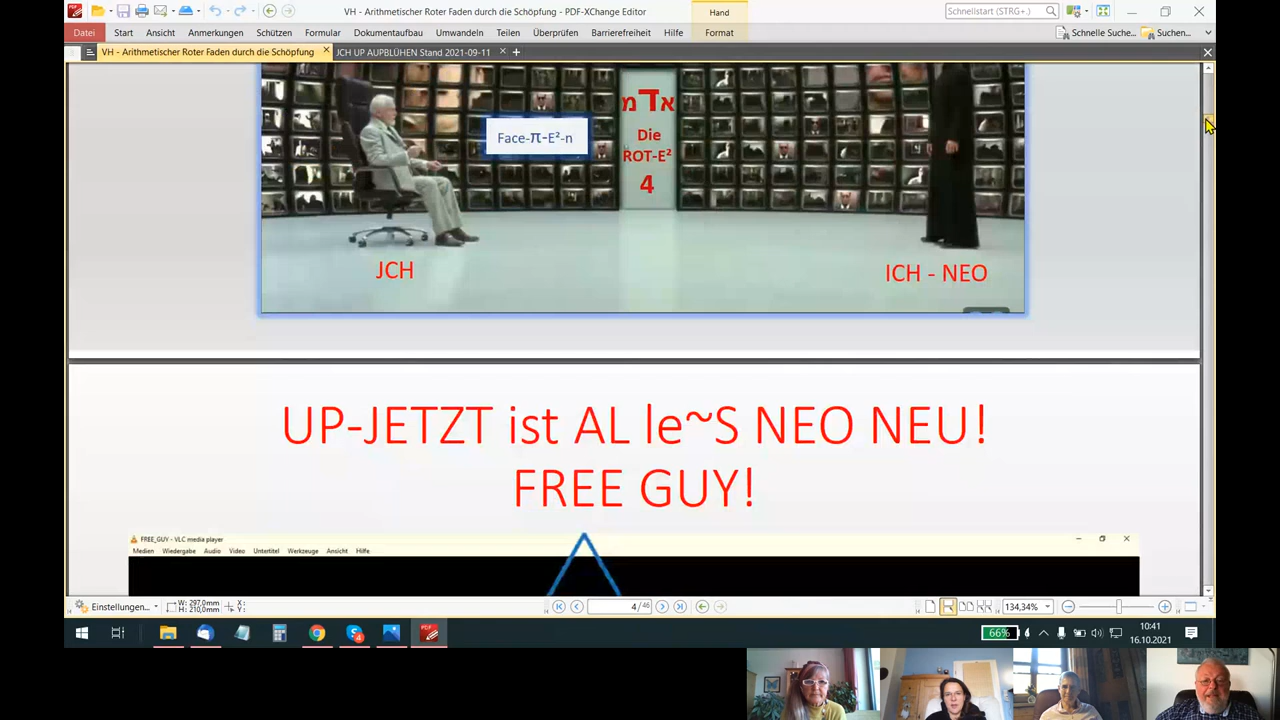 VH - Arithmetischer Roter Faden durch die Schöpfung - PDF-XChange Editor
Hand
Schnellstart (STRG+.)
Datei Start Anmerkungen Schützen Formular Dokumentaufbau Umwandeln Teilen Überprüfen Barrierefreiheit Hilfe Format Schnelle Suche... Suchen...
VH - Arithmetischer Roter Faden durch die Schöpfung × JCH UP AUPBLÜHEN Stand 2021-09-11 × +
אדמ
Face-π-E²-n
Die
ROT-E²
4
JCH
ICH - NEO
UP-JETZT ist AL le~S NEO NEU!
FREE GUY!
FREE_GUY - VLC media player
Medien Wiedergabe Audio Video Untertitel Werkzeuge Ansicht Hilfe
Einstellungen... W: 297,0mm X:
H: 210,0mm Y:
4 / 46
134,34%
66%
10:41
16.10.2021